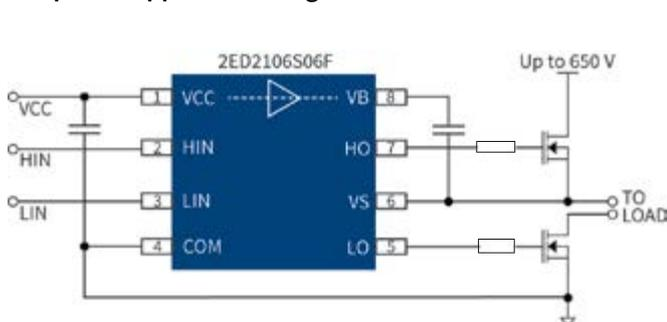 2ED2106S06F
Up to 650 V
VCC
1
VCC
VB
8
HIN
2
HIN
HO
7
LIN
3
LIN
VS
6
TO
LOAD
4
COM
LO
5